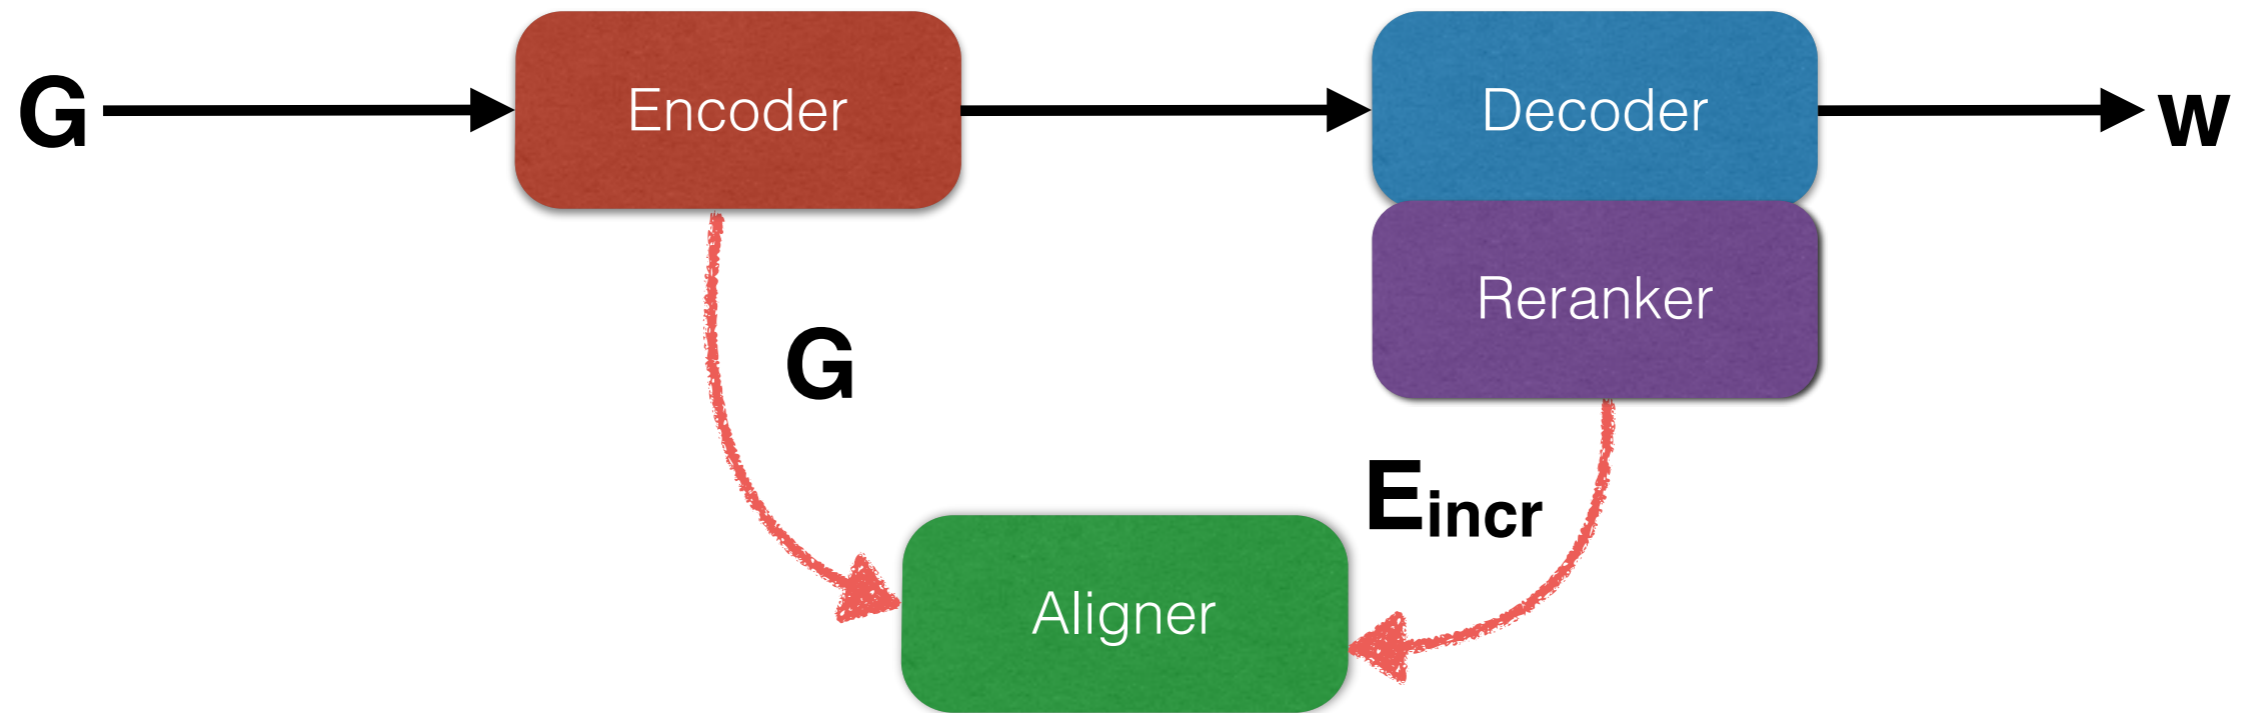 G
Encoder
Decoder
w
Reranker
G
Eincr
Aligner